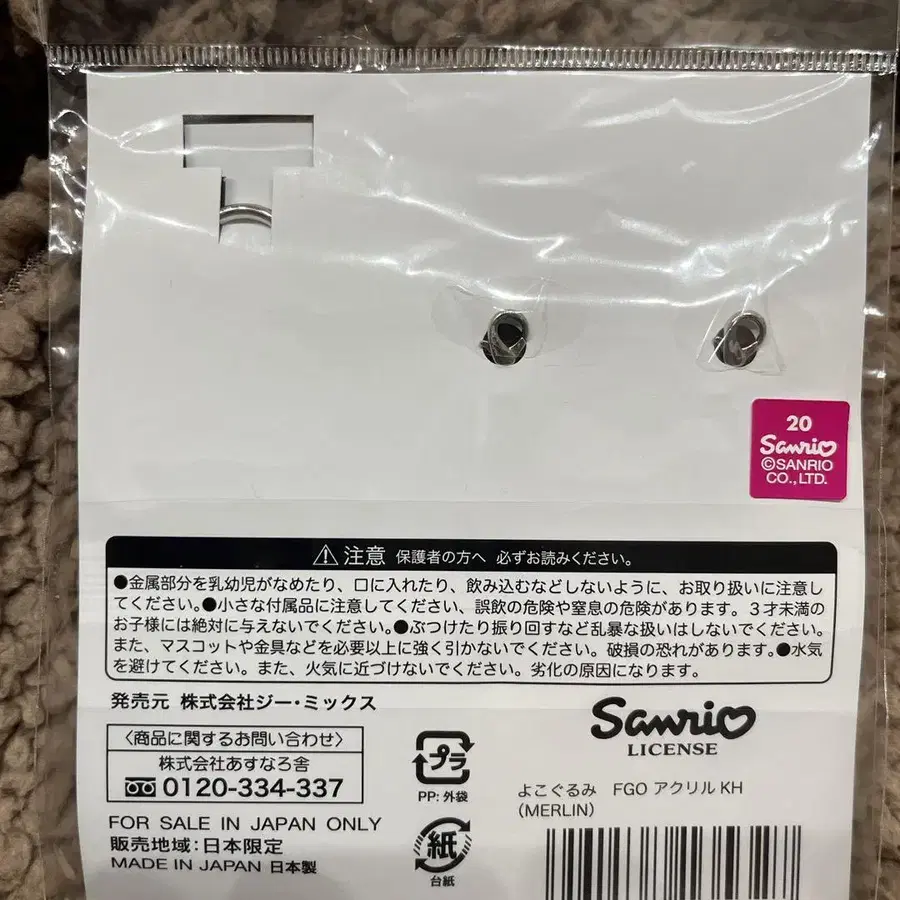 20
Sanrio
©SANRIO
CO.,LTD.
⚠注意 保護者の方へ 必ずお読みください。
●金属部分を乳幼児がなめたり、口に入れたり、飲み込むなどしないように、お取り扱いに注意し
てください。●小さな付属品に注意してください、誤飲の危険や窒息の危険があります。3才未満の
お子様には絶対に与えないでください。●ぶつけたり振り回すなど乱暴な扱いはしないでください。
また、マスコットや金具などを必要以上に強く引かないでください。破損の恐れがあります。●水気
を避けてください。また、火気に近づけないでください。劣化の原因になります。
発売元 株式会社ジー・ミックス
〈商品に関するお問い合わせ〉
株式会社あすなろ舎
0120-334-337
FOR SALE IN JAPAN ONLY
販売地域:日本限定
MADE IN JAPAN 日本製
プラ
PP: 外袋
紙
台紙
Sanrio
LICENSE
よこぐるみ FGO アクリルKH
(MERLIN)